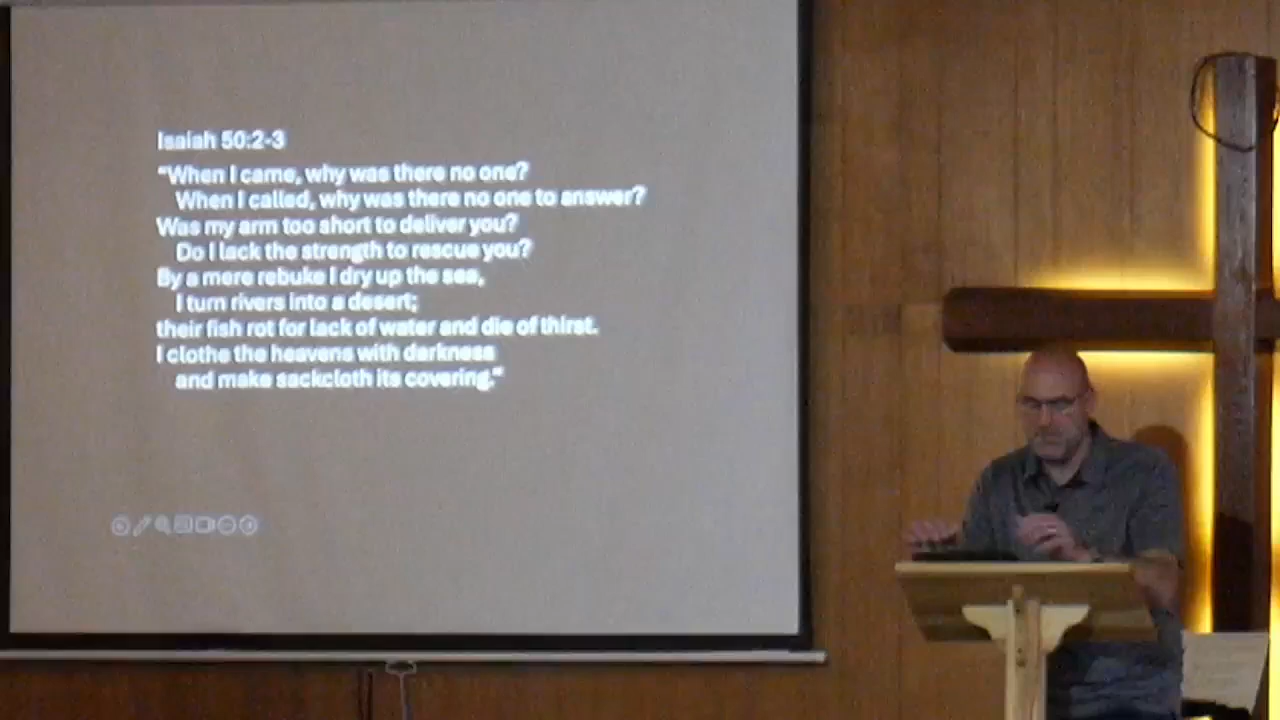 Isaiah 50:2-3
"When I came, why was there no one?
When I called, why was there no one to answer?
Was my arm too short to deliver you?
Do I lack the strength to rescue you?
By a mere rebuke I dry up the sea,
I turn rivers into a desert;
their fish rot for lack of water and die of thirst.
I clothe the heavens with darkness
and make sackcloth its covering."